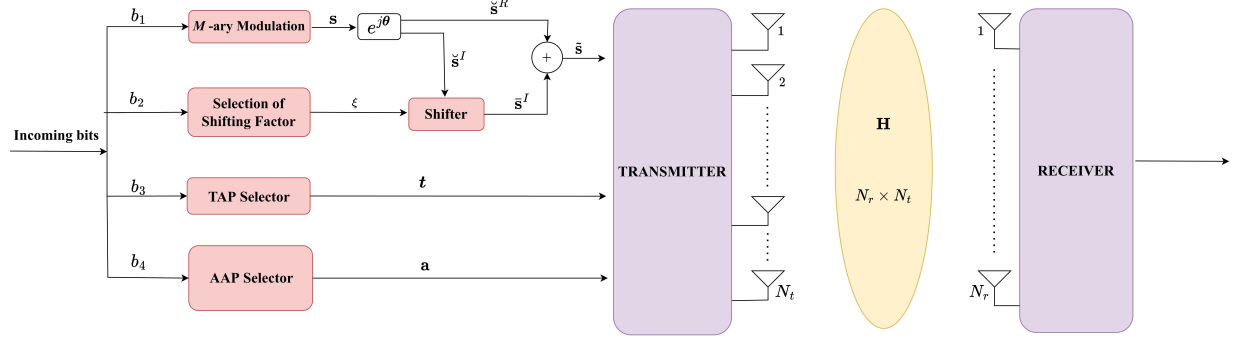 b₁
M -ary Modulation
s
e^{jθ}
s̆^R
s̆^I
+
s̃
b₂
Selection of
Shifting Factor
ξ
Shifter
s̄^I
Incoming bits
b₃
TAP Selector
t
b₄
AAP Selector
a
TRANSMITTER
1
2
N_t
H
N_r × N_t
1
N_r
RECEIVER